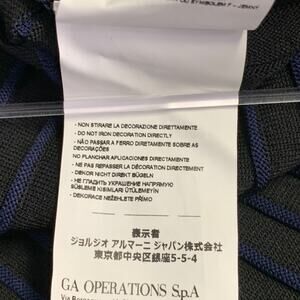 - NON STIRARE LA DECORAZIONE DIRETTAMENTE
- DO NOT IRON DECORATION DIRECTLY
- NÃO PASSAR A FERRO DIRETAMENTE SOBRE AS
DECORAÇÕES
NO PLANCHAR APLICACIONES DIRECTAMENTE
- NE PAS REPASSER LA DÉCORATION DIRECTEMENT
- DEKOR NICHT DIREKT BÜGELN
- НЕ ГЛАДИТЬ УКРАШЕНИЕ НАПРЯМУЮ
SÜSLEME KISIMLARI ÜTÜLEMEYİN
- DEKORACE NEŽEHLETE PŘÍMO
表示者
ジョルジオ アルマーニ ジャパン株式会社
東京都中央区銀座5-5-4
GA OPERATIONS S.p.A
Via